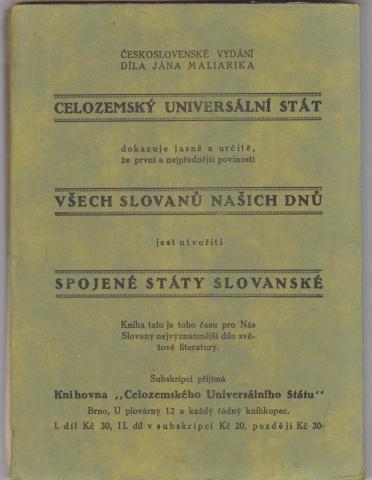 ČESKOSLOVENSKÉ VYDÁNÍ
DÍLA JÁNA MALIARIKA
CELOZEMSKÝ UNIVERSÁLNÍ STÁT
dokazuje jasně a určitě,
že první a nejpřednější povinností
VŠECH SLOVANŮ NAŠICH DNŮ
jest utvořiti
SPOJENÉ STÁTY SLOVANSKÉ
Kniha tato je toho času pro Nás
Slovany nejvýznamnější dílo svě-
tové literatury.
Subskripci přijímá
Knihovna „Celozemského Universálního Státu"
Brno, U plovárny 12 a každý řádný knihkupec.
I. díl Kč 30, II. díl v subskripci Kč 20, později Kč 30·